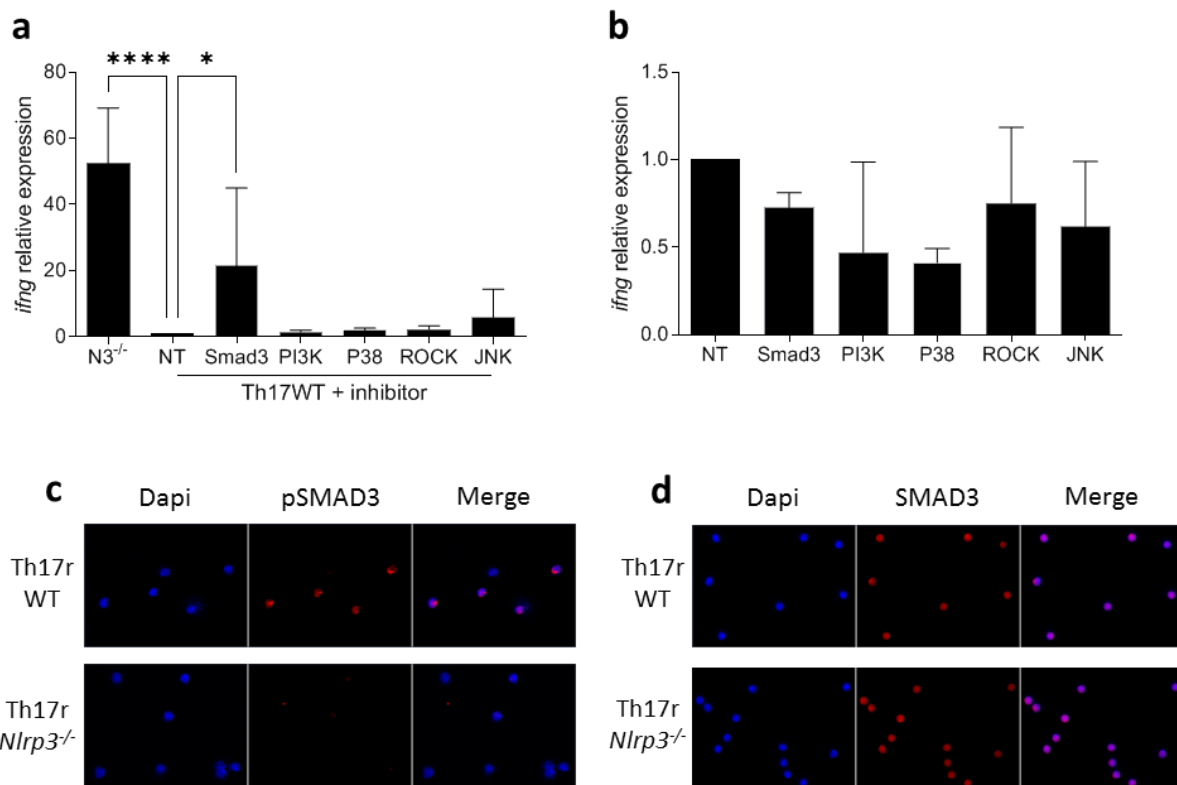 a
**** *
ifng relative expression
80
60
40
20
0
N3-/- NT Smad3 PI3K P38 ROCK JNK
Th17WT + inhibitor
b
ifng relative expression
1.5
1.0
0.5
0.0
NT Smad3 PI3K P38 ROCK JNK
c
Dapi pSMAD3 Merge
Th17r
WT
Th17r
Nlrp3-/-
d
Dapi SMAD3 Merge
Th17r
WT
Th17r
Nlrp3-/-